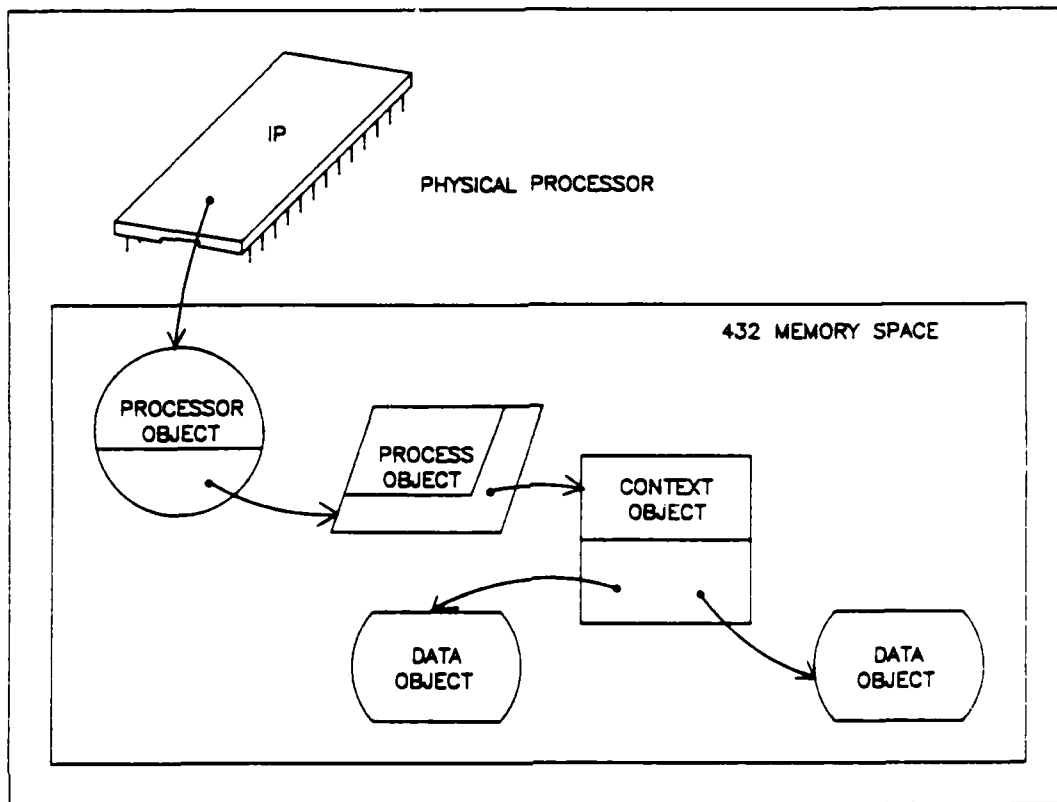 IP
PHYSICAL PROCESSOR
432 MEMORY SPACE
PROCESSOR
OBJECT
PROCESS
OBJECT
CONTEXT
OBJECT
DATA
OBJECT
DATA
OBJECT